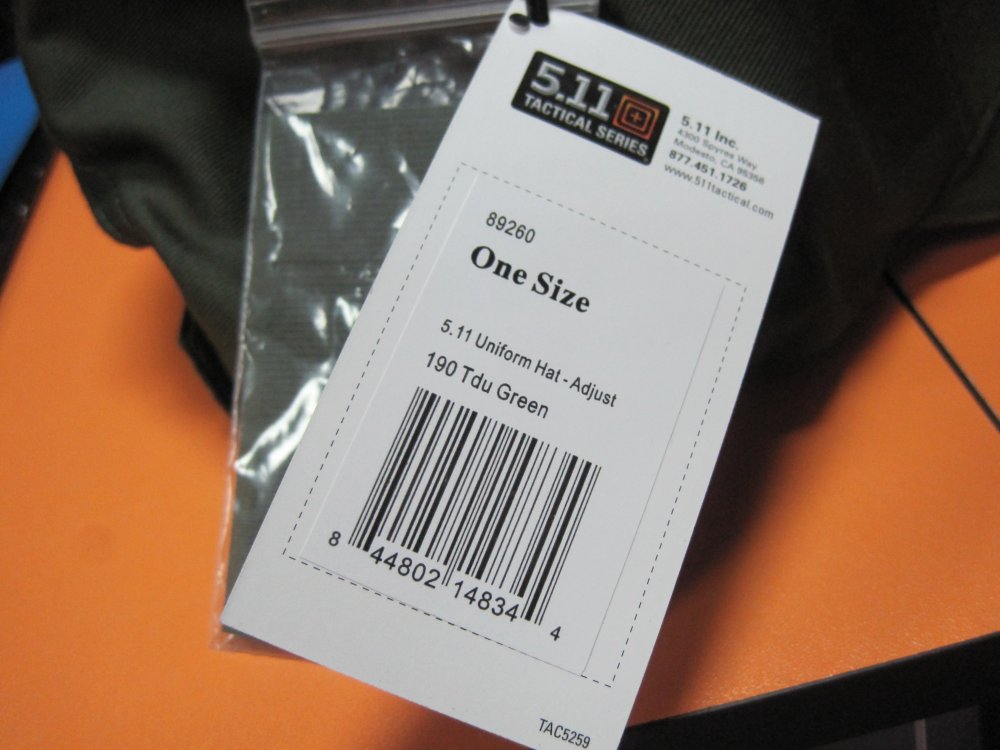 5.11
TACTICAL SERIES
5.11 Inc.
4300 Spyres Way
Modesto, CA 95356
877.451.1726
www.511tactical.com
89260
One Size
5.11 Uniform Hat - Adjust
190 Tdu Green
8 44802 14834 4
TAC5259